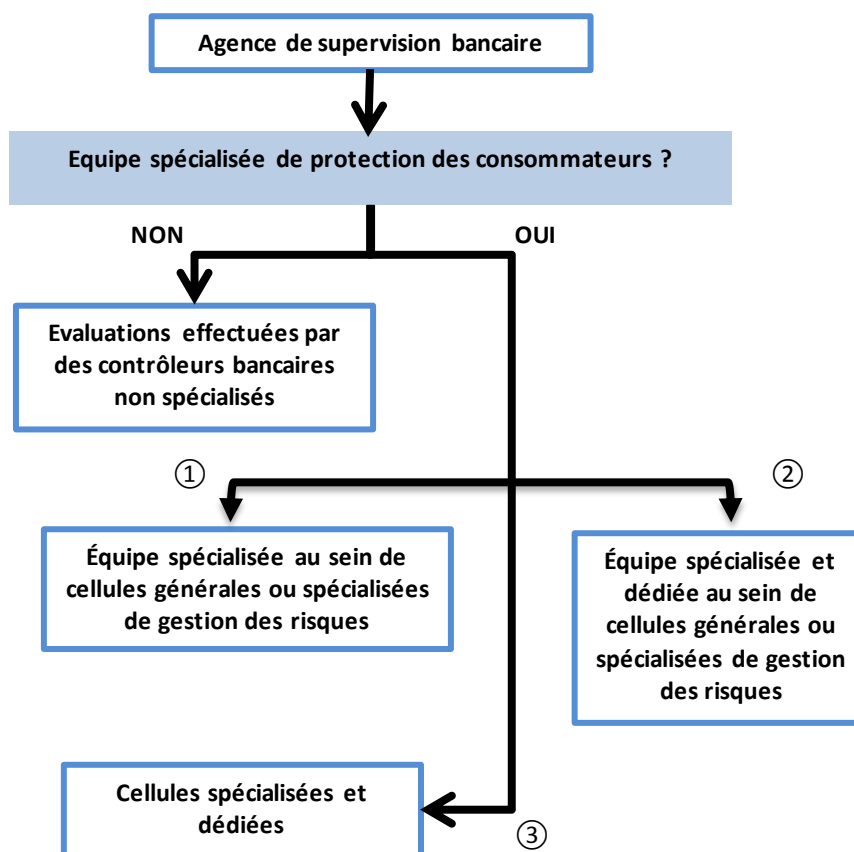 Agence de supervision bancaire
Equipe spécialisée de protection des consommateurs ?
NON
OUI
Evaluations effectuées par
des contrôleurs bancaires
non spécialisés
①
②
Équipe spécialisée au sein de
cellules générales ou spécialisées
de gestion des risques
Équipe spécialisée et
dédiée au sein de
cellules générales ou
spécialisées de gestion
des risques
Cellules spécialisées et
dédiées
③